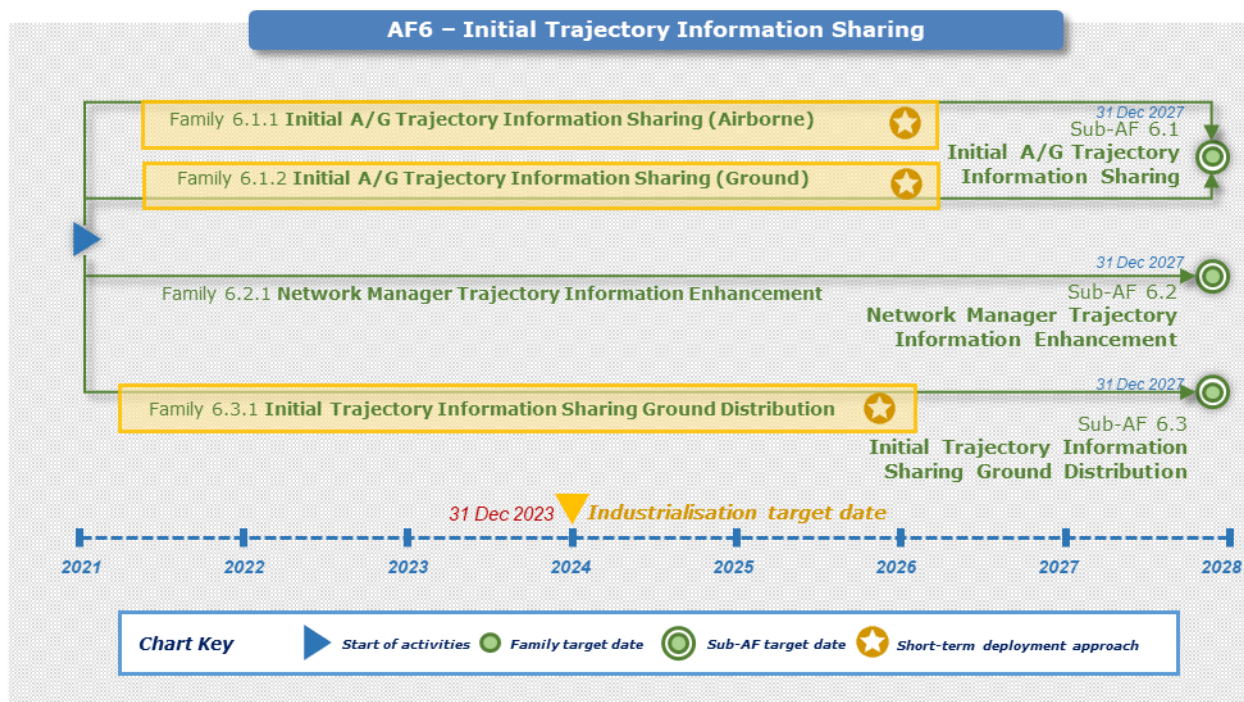 AF6 – Initial Trajectory Information Sharing
Family 6.1.1 Initial A/G Trajectory Information Sharing (Airborne)
31 Dec 2027
Sub-AF 6.1
Initial A/G Trajectory
Information Sharing
Family 6.1.2 Initial A/G Trajectory Information Sharing (Ground)
31 Dec 2027
Family 6.2.1 Network Manager Trajectory Information Enhancement
Sub-AF 6.2
Network Manager Trajectory
Information Enhancement
31 Dec 2027
Family 6.3.1 Initial Trajectory Information Sharing Ground Distribution
Sub-AF 6.3
Initial Trajectory Information
Sharing Ground Distribution
31 Dec 2023 Industrialisation target date
2021 2022 2023 2024 2025 2026 2027 2028
Chart Key Start of activities Family target date Sub-AF target date Short-term deployment approach